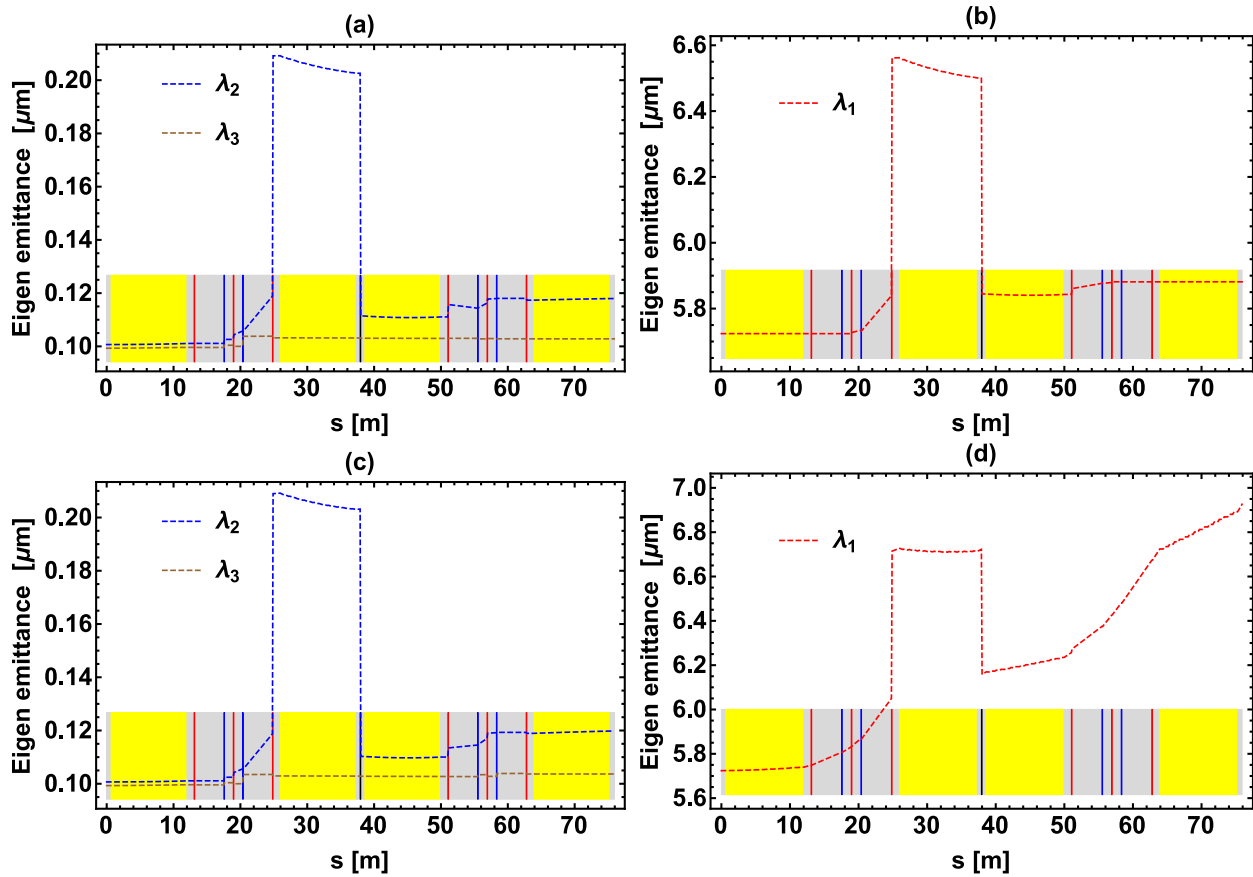 (a)
Eigen emittance [μm]
0.20
0.18
0.16
0.14
0.12
0.10
λ2
λ3
0 10 20 30 40 50 60 70
s [m]
(b)
Eigen emittance [μm]
6.6
6.4
6.2
6.0
5.8
λ1
0 10 20 30 40 50 60 70
s [m]
(c)
Eigen emittance [μm]
0.20
0.18
0.16
0.14
0.12
0.10
λ2
λ3
0 10 20 30 40 50 60 70
s [m]
(d)
Eigen emittance [μm]
7.0
6.8
6.6
6.4
6.2
6.0
5.8
5.6
λ1
0 10 20 30 40 50 60 70
s [m]